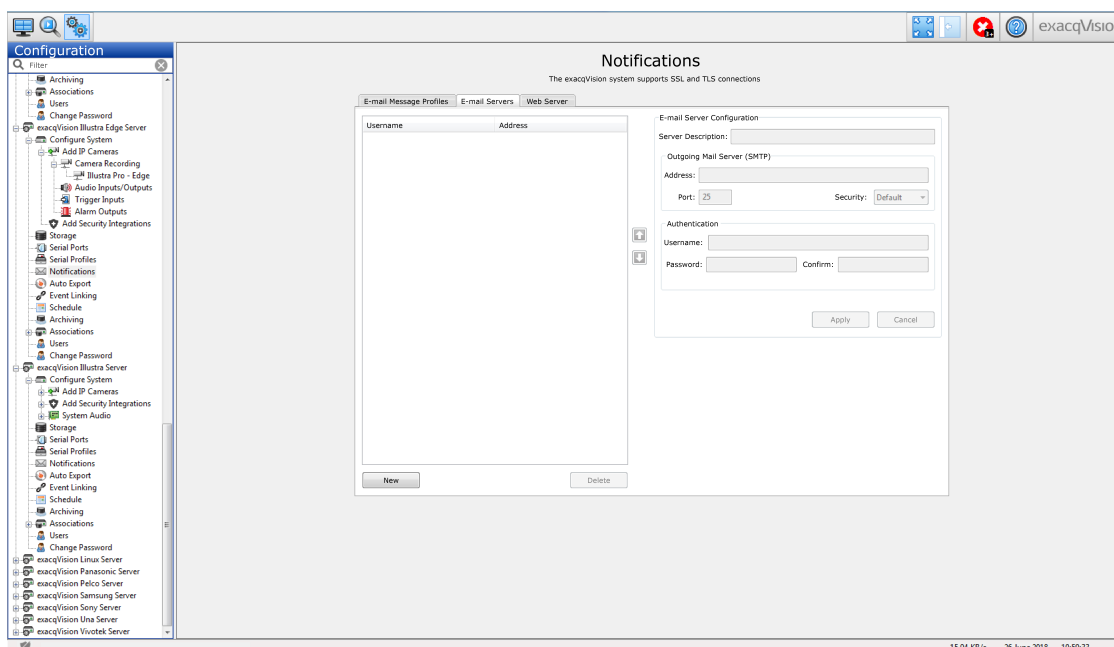 exacqVisio
Configuration
Filter
Archiving
Associations
Users
Change Password
exacqVision Illustra Edge Server
Configure System
Add IP Cameras
Camera Recording
Illustra Pro - Edge
Audio Inputs/Outputs
Trigger Inputs
Alarm Outputs
Add Security Integrations
Storage
Serial Ports
Serial Profiles
Notifications
Auto Export
Event Linking
Schedule
Archiving
Associations
Users
Change Password
exacqVision Illustra Server
Configure System
Add IP Cameras
Add Security Integrations
System Audio
Storage
Serial Ports
Serial Profiles
Notifications
Auto Export
Event Linking
Schedule
Archiving
Associations
Users
Change Password
exacqVision Linux Server
exacqVision Panasonic Server
exacqVision Pelco Server
exacqVision Samsung Server
exacqVision Sony Server
exacqVision Una Server
exacqVision Vivotek Server
Notifications
The exacqVision system supports SSL and TLS connections
E-mail Message Profiles E-mail Servers Web Server
Username Address
New Delete
E-mail Server Configuration
Server Description:
Outgoing Mail Server (SMTP)
Address:
Port: 25 Security: Default
Authentication
Username:
Password: Confirm:
Apply Cancel